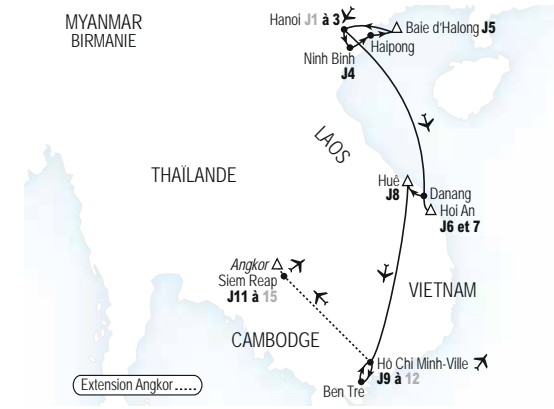 MYANMAR
BIRMANIE
Hanoi J1 à 3
Baie d'Halong J5
Haipong
Ninh Binh
J4
LAOS
THAÏLANDE
Huê
J8
Danang
Hoi An
J6 et 7
Angkor
Siem Reap
J11 à 15
VIETNAM
CAMBODGE
Hô Chi Minh-Ville
J9 à 12
Ben Tre
Extension Angkor.....